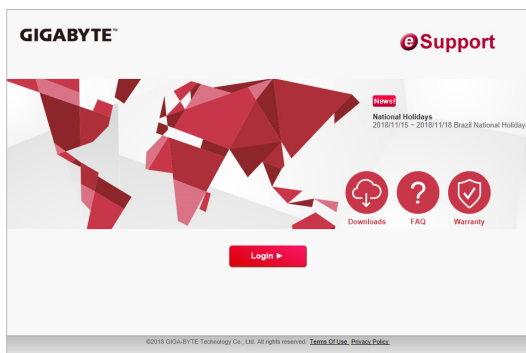 GIGABYTE™
eSupport
News!
National Holidays
2018/11/15 ~ 2018/11/18 Brazil National Holiday
Downloads
FAQ
Warranty
Login ►
©2018 GIGA-BYTE Technology Co., Ltd. All rights reserved. Terms Of Use Privacy Policy